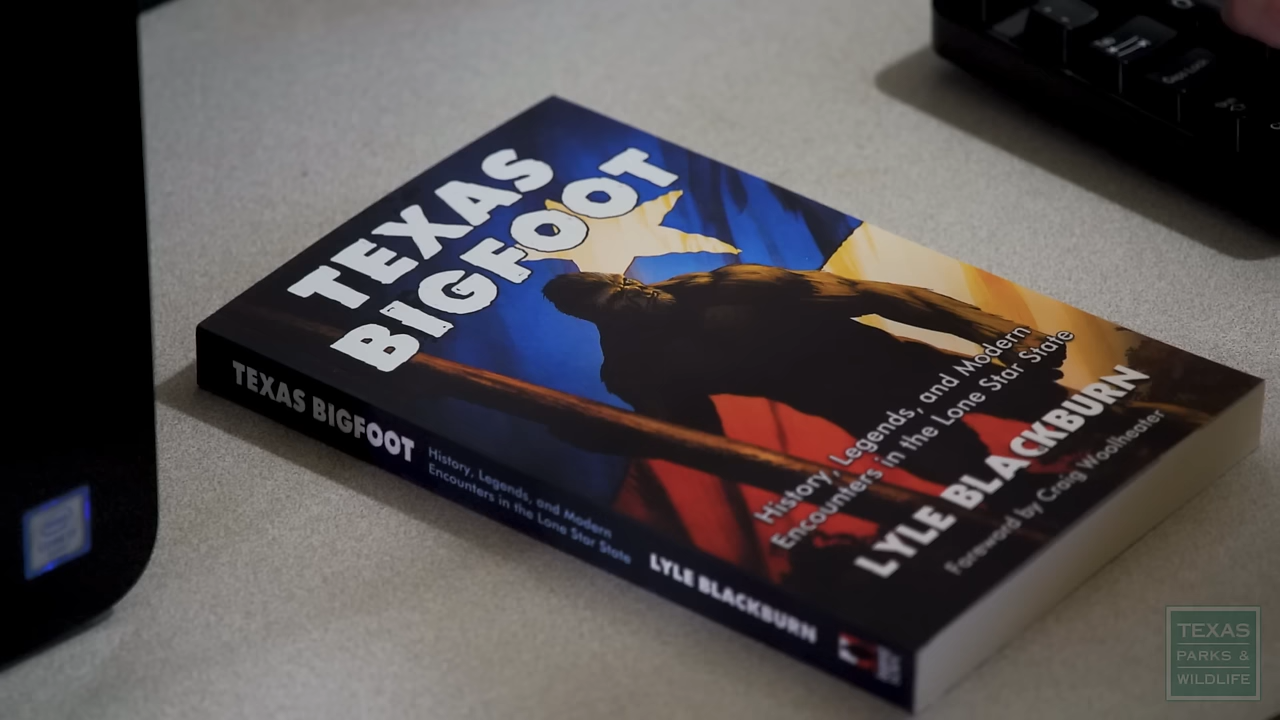 TEXAS
BIGFOOT
History, Legends, and Modern
Encounters in the Lone Star State
LYLE BLACKBURN
Foreword by Craig Woolheater
TEXAS BIGFOOT
History, Legends, and Modern
Encounters in the Lone Star State
LYLE BLACKBURN
TEXAS
PARKS &
WILDLIFE